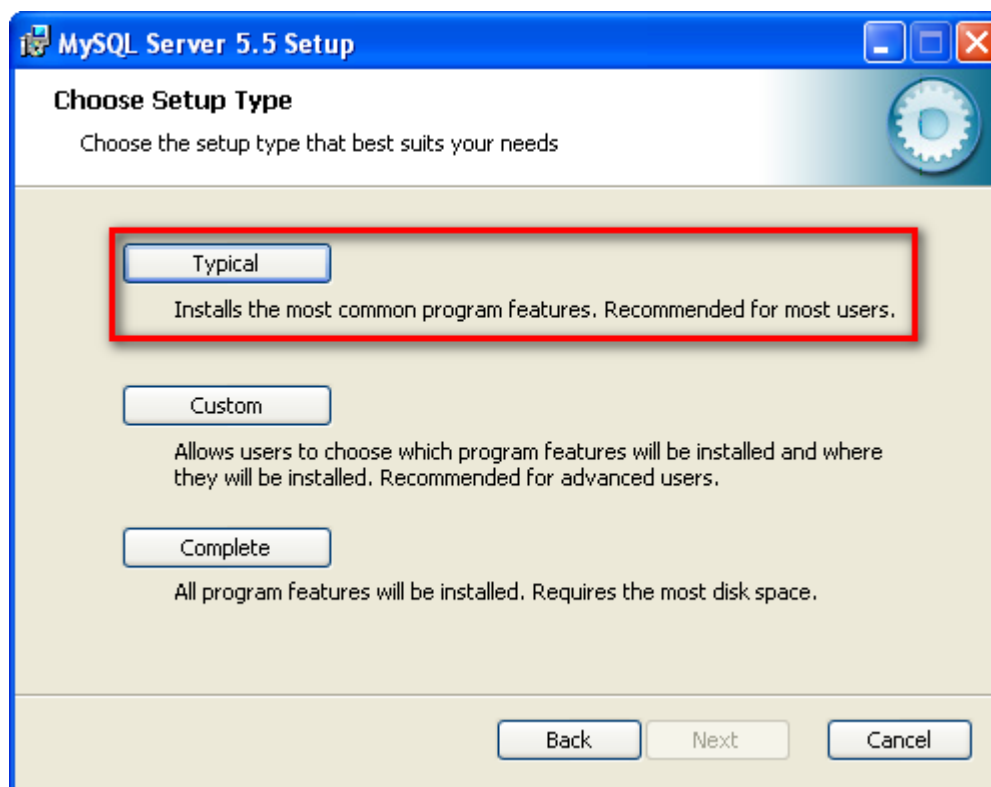 MySQL Server 5.5 Setup
Choose Setup Type
Choose the setup type that best suits your needs
Typical
Installs the most common program features. Recommended for most users.
Custom
Allows users to choose which program features will be installed and where
they will be installed. Recommended for advanced users.
Complete
All program features will be installed. Requires the most disk space.
Back Next Cancel